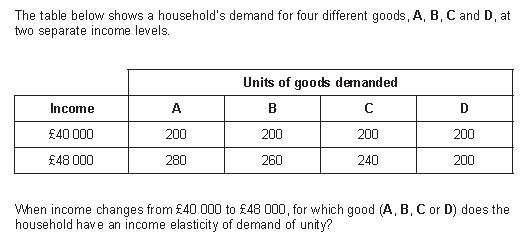 The table below shows a household's demand for four different goods, A, B, C and D, at
two separate income levels.
Units of goods demanded
Income A B C D
£40 000 200 200 200 200
£48 000 280 260 240 200
When income changes from £40 000 to £48 000, for which good (A, B, C or D) does the
household have an income elasticity of demand of unity?